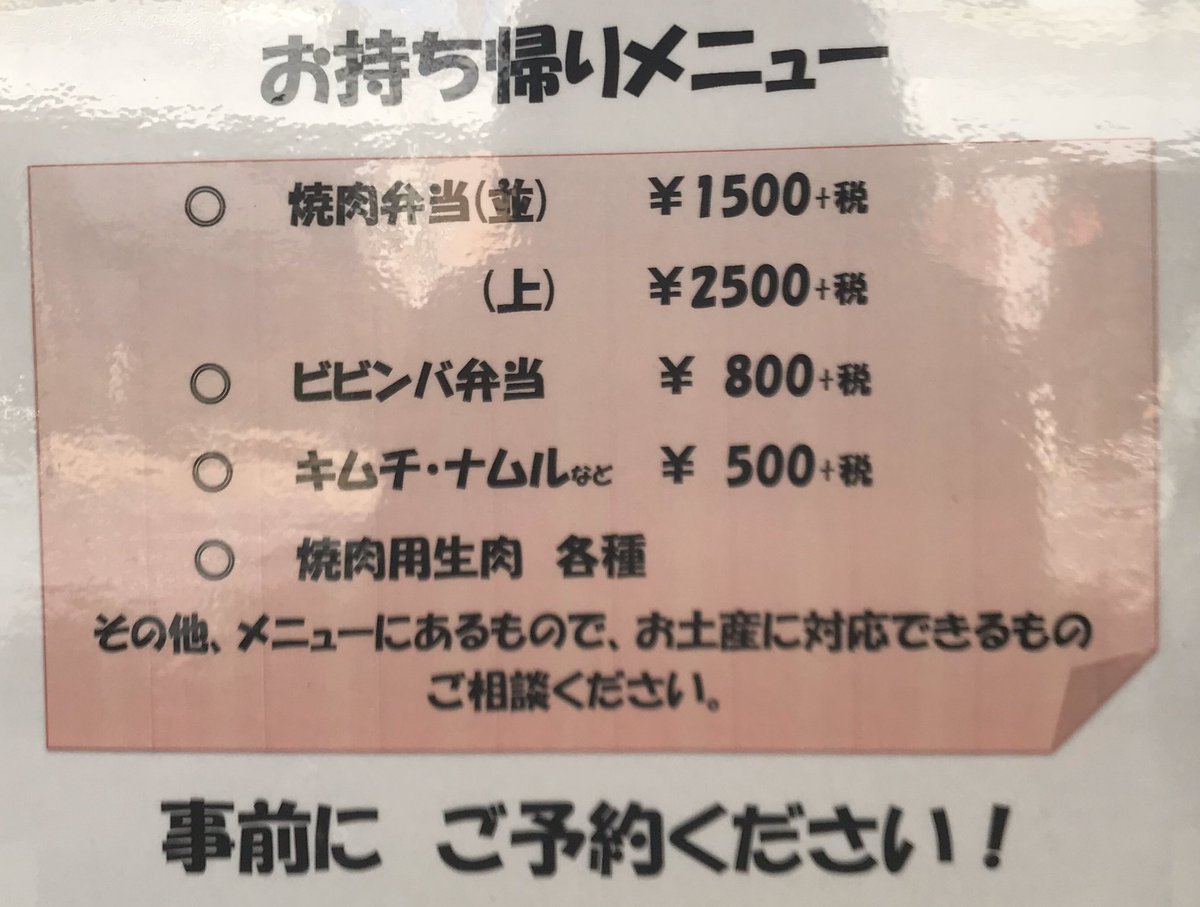 お持ち帰りメニュー
○ 焼肉弁当(並) ¥1500+税
(上) ¥2500+税
○ ビビンバ弁当 ¥ 800+税
○ キムチ・ナムルなど ¥ 500+税
○ 焼肉用生肉 各種
その他、メニューにあるもので、お土産に対応できるもの
ご相談ください。
事前に ご予約ください！